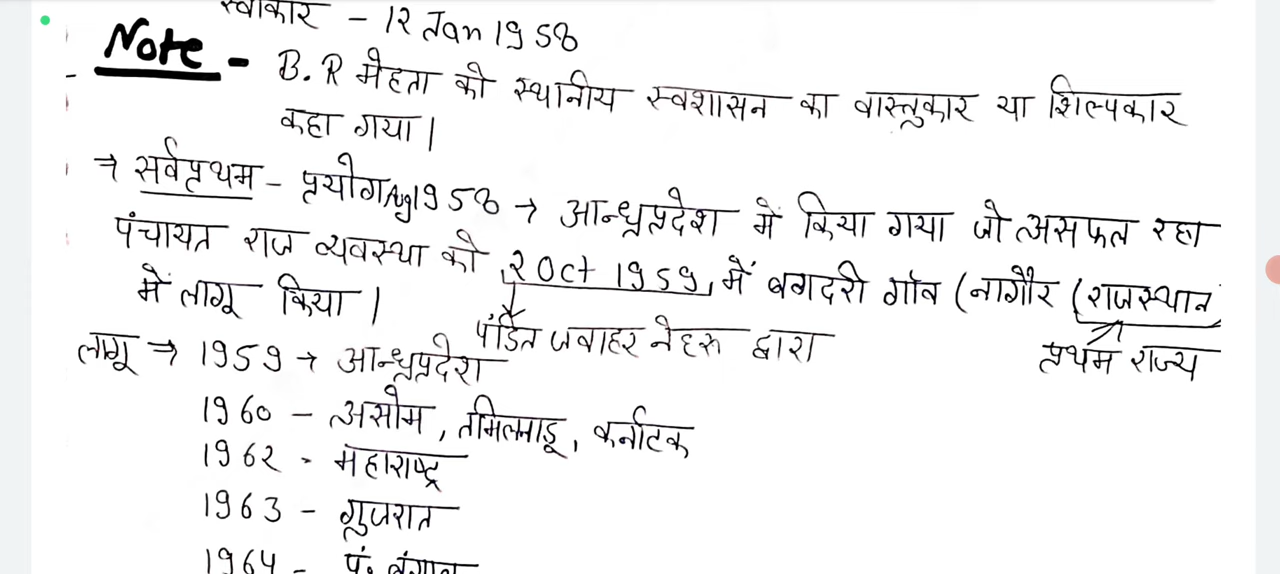 स्वीकार - 12 Jan 1958
Note - B.R मेहता को स्थानीय स्वशासन का वास्तुकार या शिल्पकार
कहा गया।
→ सर्वप्रथम - प्रयोग Aug 1958 → आन्ध्रप्रदेश में किया गया जो असफल रहा
पंचायत राज व्यवस्था को 2 Oct 1959, में बगदरी गॉव (नागौर (राजस्थान)
में लागू किया।
पंडित जवाहर नेहरू द्वारा
प्रथम राज्य
लागू ⇒ 1959 → आन्ध्रप्रदेश
1960 - असोम, तमिलनाडू, कर्नाटक
1962 - महाराष्ट्र
1963 - गुजरात
1964 - पं. बंगाल